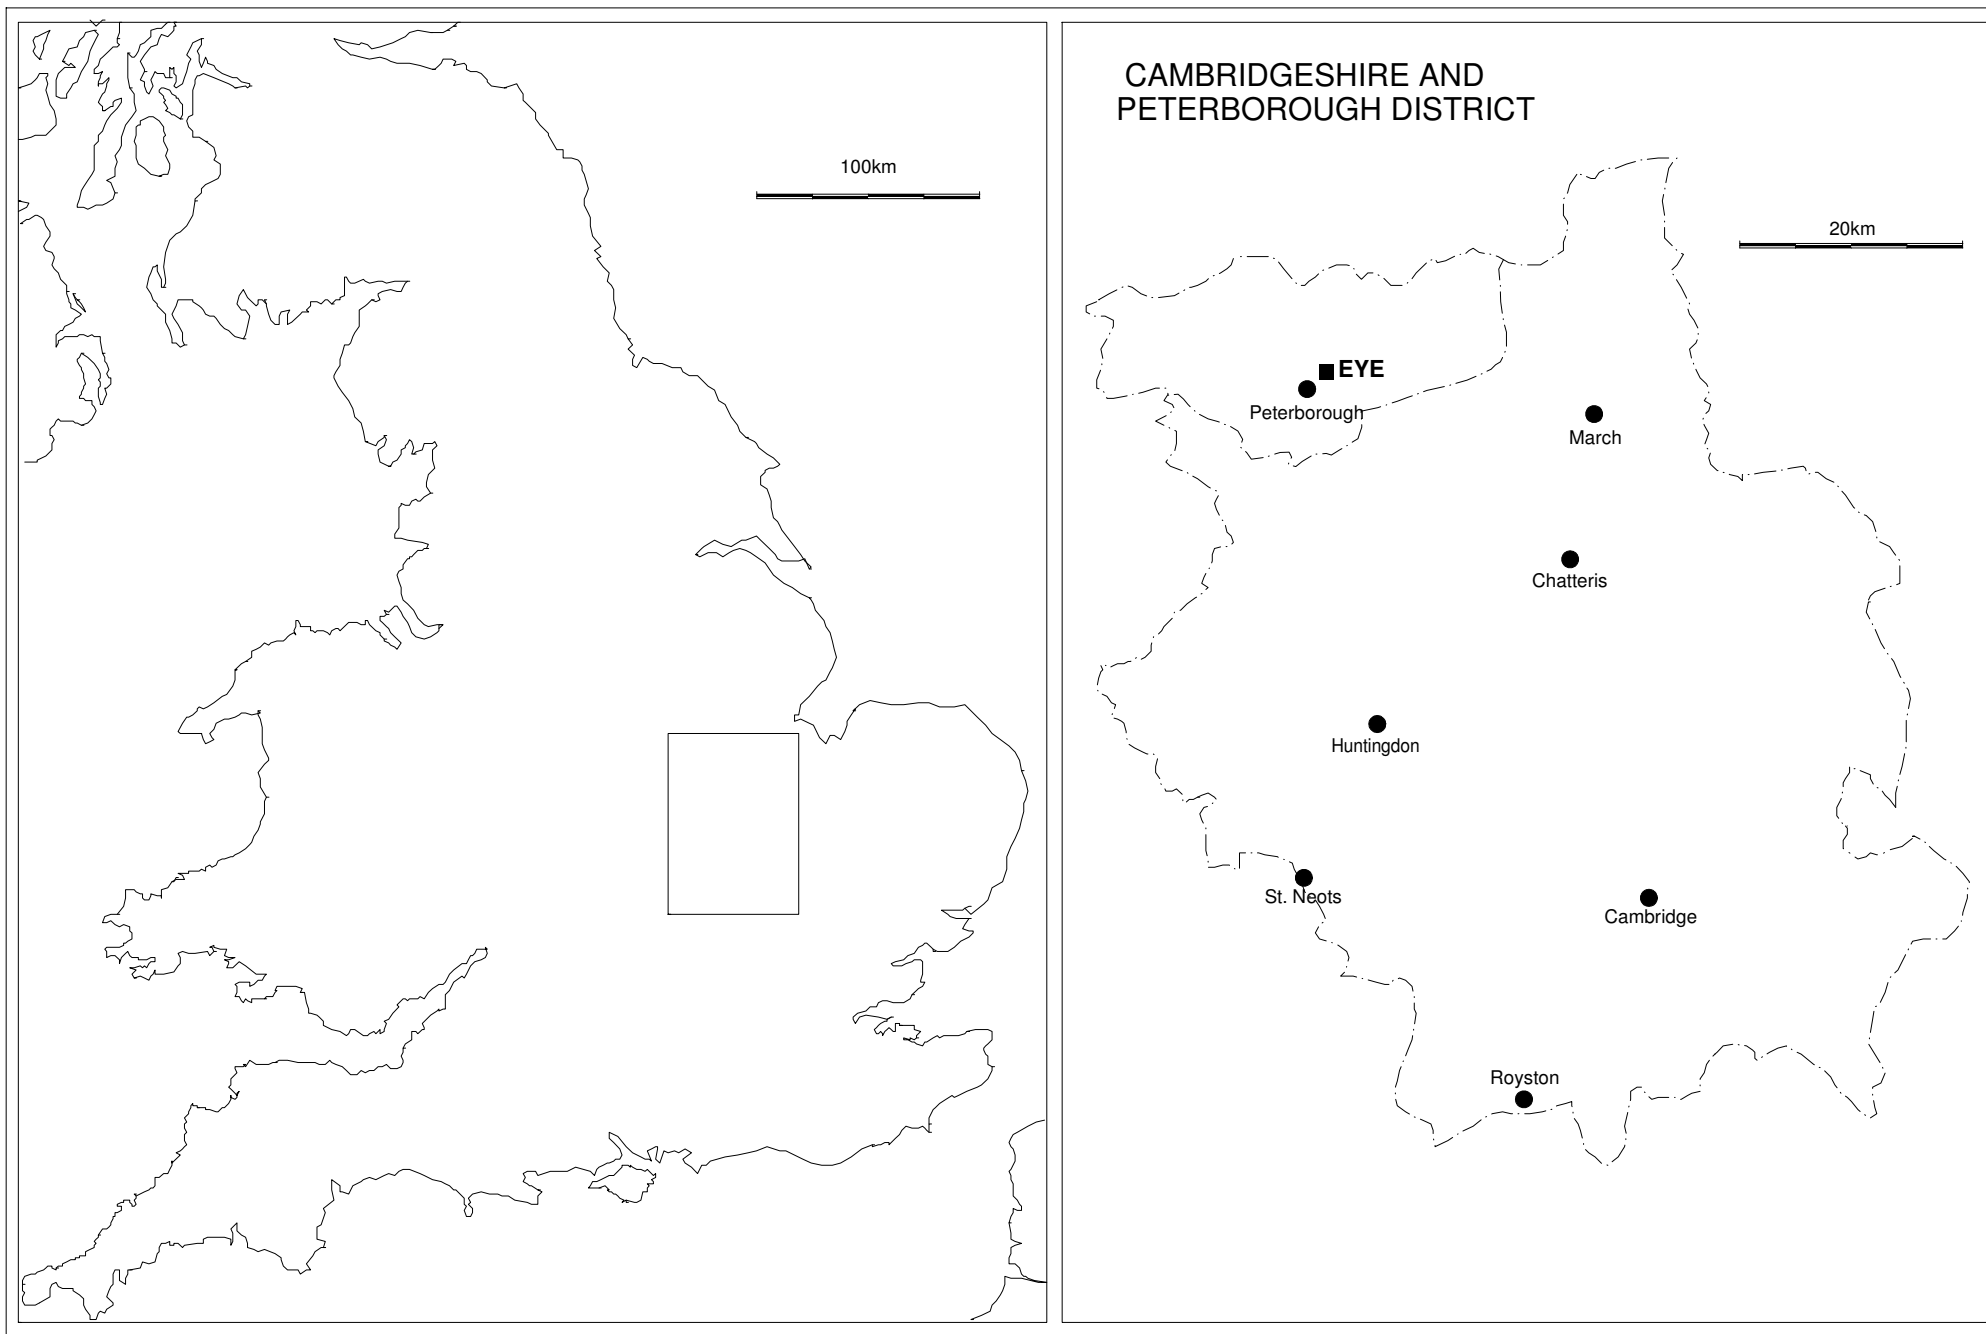 100km
CAMBRIDGESHIRE AND
PETERBOROUGH DISTRICT
20km
EYE
Peterborough
March
Chatteris
Huntingdon
St. Neots
Cambridge
Royston